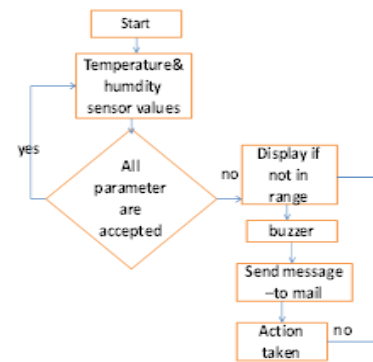 Start
Temperature&
humdity
sensor values
yes
All
parameter
are
accepted
no
Display if
not in
range
buzzer
Send message
–to mail
Action
taken
no